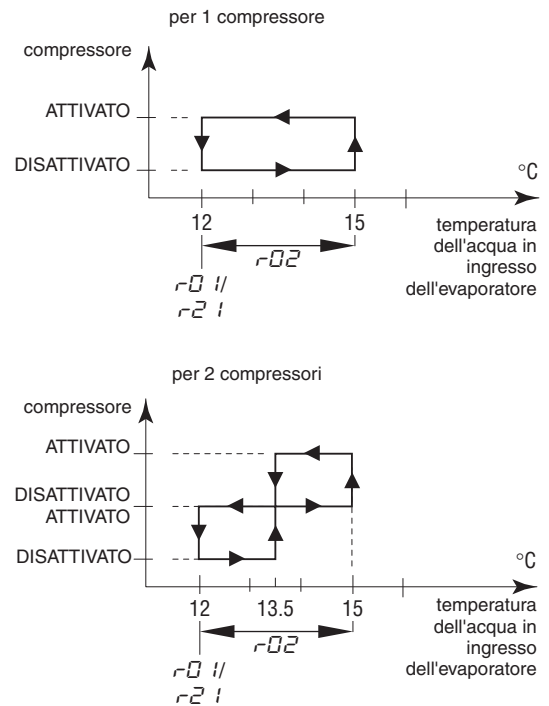 per 1 compressore
compressore
ATTIVATO
DISATTIVATO
°C
12
15
temperatura
dell'acqua in
ingresso
dell'evaporatore
r02
r01/
r21
per 2 compressori
compressore
ATTIVATO
DISATTIVATO
ATTIVATO
DISATTIVATO
°C
12
13.5
15
temperatura
dell'acqua in
ingresso
dell'evaporatore
r02
r01/
r21